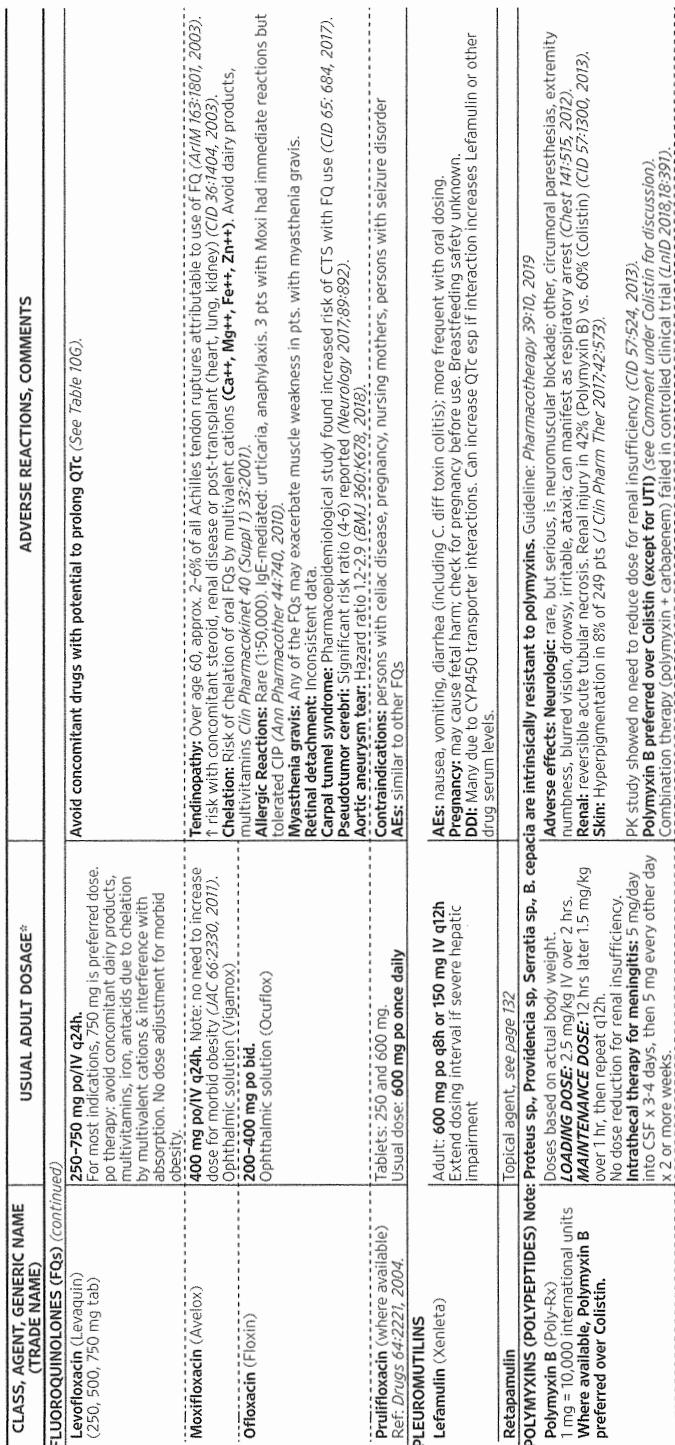 CLASS, AGENT, GENERIC NAME
(TRADE NAME)
USUAL ADULT DOSAGE*
ADVERSE REACTIONS, COMMENTS
FLUOROQUINOLONES (FQs) (continued)
Levofloxacin (Levaquin)
(250, 500, 750 mg tab)
250–750 mg po/IV q24h.
For most indications, 750 mg is preferred dose.
po therapy: avoid concomitant dairy products,
multivitamins, iron, antacids due to chelation
by multivalent cations & interference with
absorption. No dose adjustment for morbid
obesity.
Avoid concomitant drugs with potential to prolong QTc (See Table 10G).
Moxifloxacin (Avelox)
400 mg po/IV q24h. Note: no need to increase
dose for morbid obesity (JAC 66:2330, 2011).
Ophthalmic solution (Vigamox)
Ofloxacin (Floxin)
200–400 mg po bid.
Ophthalmic solution (Ocuflox)
Tendinopathy: Over age 60, approx. 2–6% of all Achilles tendon ruptures attributable to use of FQ (ArIM 163:1801, 2003).
↑ risk with concomitant steroid, renal disease or post-transplant (heart, lung, kidney) (CID 36:1404, 2003).
Chelation: Risk of chelation of oral FQs by multivalent cations (Ca++, Mg++, Fe++, Zn++). Avoid dairy products,
multivitamins Clin Pharmacokinet 40 (Suppl 1) 33:2001).
Allergic Reactions: Rare (1:50,000). IgE-mediated: urticaria, anaphylaxis. 3 pts with Moxi had immediate reactions but
tolerated CIP (Ann Pharmacother 44:740, 2010).
Myasthenia gravis: Any of the FQs may exacerbate muscle weakness in pts. with myasthenia gravis.
Retinal detachment: Inconsistent data.
Carpal tunnel syndrome: Pharmacoepidemiological study found increased risk of CTS with FQ use (CID 65: 684, 2017).
Pseudotumor cerebri: Significant risk ratio (4-6) reported (Neurology 2017;89:892).
Aortic aneurysm tear: Hazard ratio 1.2-2.9 (BMJ 360:K678, 2018).
Prulifloxacin (where available)
Ref: Drugs 64:2221, 2004.
Tablets: 250 and 600 mg.
Usual dose: 600 mg po once daily
Contraindications: persons with celiac disease, pregnancy, nursing mothers, persons with seizure disorder
AEs: similar to other FQs
PLEUROMUTILINS
Lefamulin (Xenleta)
Adult: 600 mg po q8h or 150 mg IV q12h
Extend dosing interval if severe hepatic
impairment
AEs: nausea, vomiting, diarrhea (including C. diff toxin colitis); more frequent with oral dosing.
Pregnancy: may cause fetal harm; check for pregnancy before use. Breastfeeding safety unknown.
DDI: Many due to CYP450 transporter interactions. Can increase QTc esp if interaction increases Lefamulin or other
drug serum levels.
Retapamulin
Topical agent, see page 132
POLYMYXINS (POLYPEPTIDES) Note: Proteus sp., Providencia sp, Serratia sp., B. cepacia are intrinsically resistant to polymyxins. Guideline: Pharmacotherapy 39:10, 2019
Polymyxin B (Poly-Rx)
1 mg = 10,000 international units
Where available, Polymyxin B
preferred over Colistin.
Doses based on actual body weight.
LOADING DOSE: 2.5 mg/kg IV over 2 hrs.
MAINTENANCE DOSE: 12 hrs later 1.5 mg/kg
over 1 hr, then repeat q12h.
No dose reduction for renal insufficiency.
Intrathecal therapy for meningitis: 5 mg/day
into CSF x 3-4 days, then 5 mg every other day
x 2 or more weeks.
Adverse effects: Neurologic: rare, but serious, is neuromuscular blockade; other, circumoral paresthesias, extremity
numbness, blurred vision, drowsy, irritable, ataxia; can manifest as respiratory arrest (Chest 141:515, 2012).
Renal: reversible acute tubular necrosis. Renal injury in 42% (Polymyxin B) vs. 60% (Colistin) (CID 57:1300, 2013).
Skin: Hyperpigmentation in 8% of 249 pts (J Clin Pharm Ther 2017;42:573).
PK study showed no need to reduce dose for renal insufficiency (CID 57:524, 2013).
Polymyxin B preferred over Colistin (except for UTI) (see Comment under Colistin for discussion).
Combination therapy (polymyxin + carbapenem) failed in controlled clinical trial (LnID 2018,18:391).